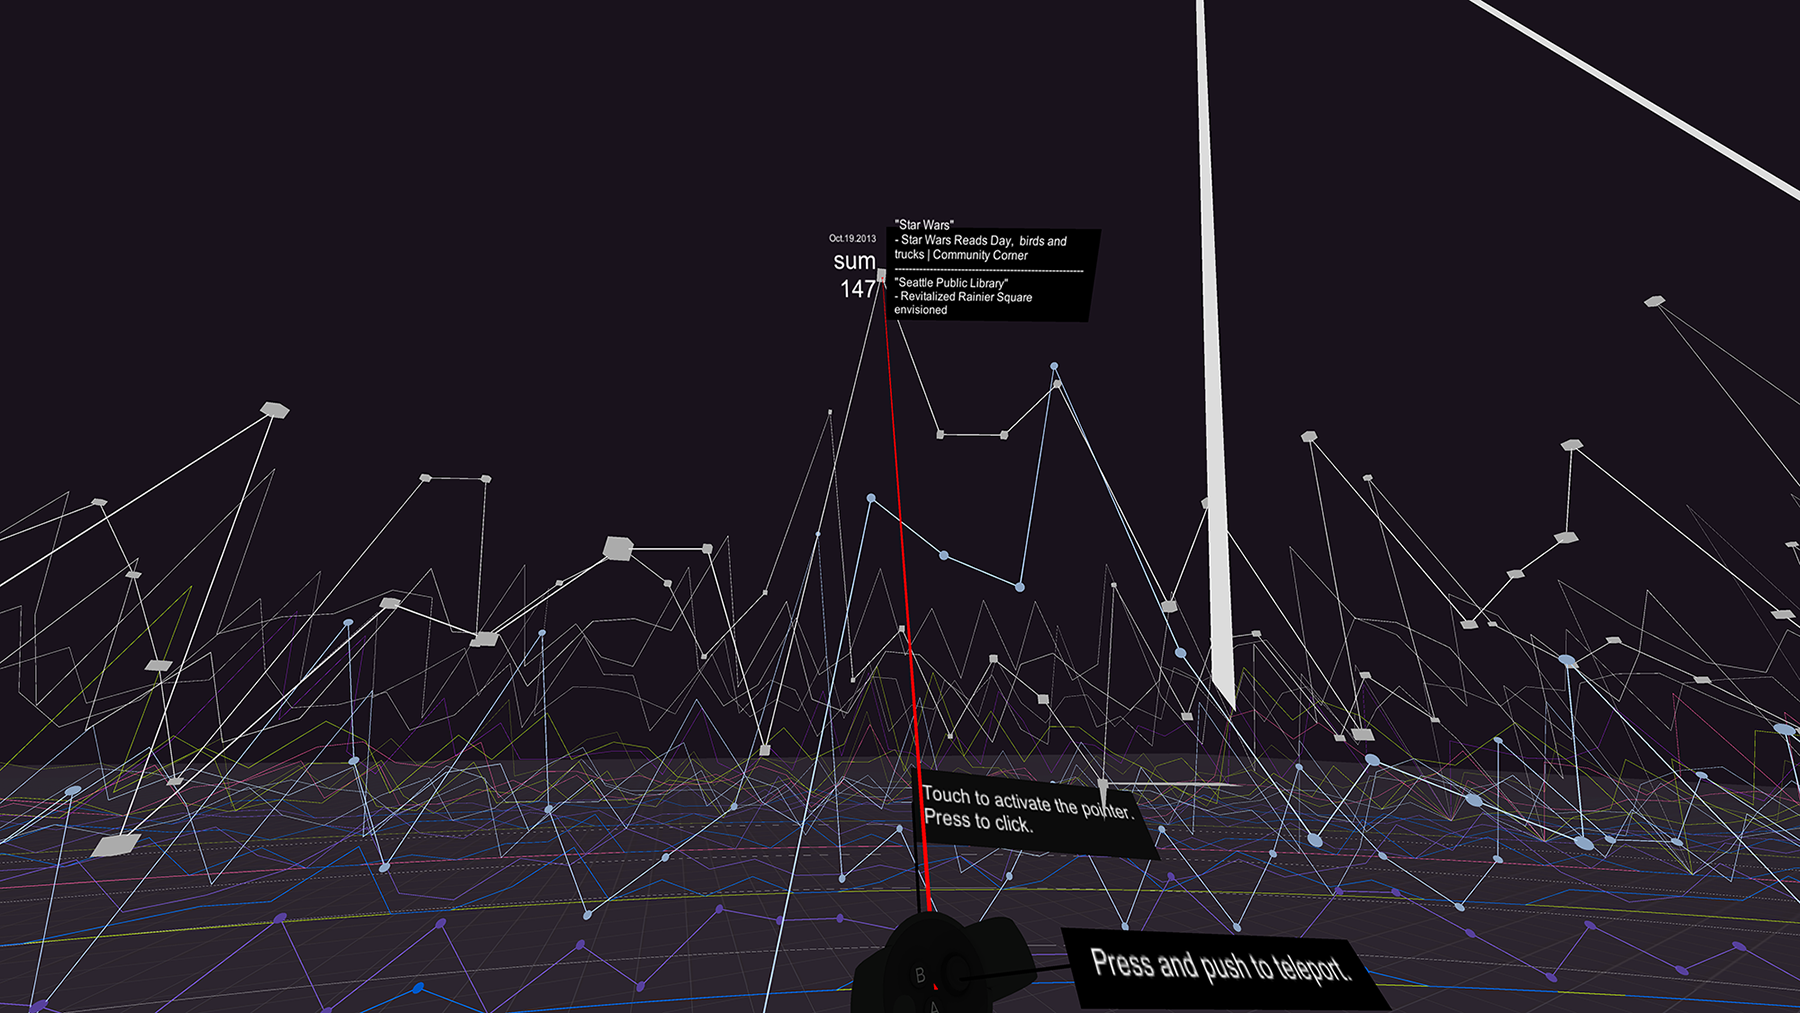 Oct.19.2013
sum
147
"Star Wars"
- Star Wars Reads Day,  birds and
trucks | Community Corner
------------------------------------------------------
"Seattle Public Library"
- Revitalized Rainier Square
envisioned
Touch to activate the pointer.
Press to click.
B
A
Press and push to teleport.